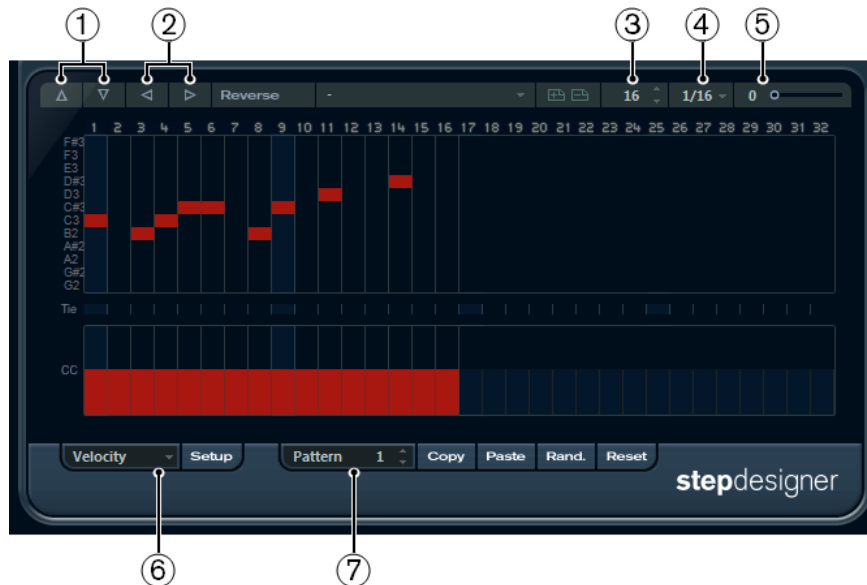 1 2 3 4 5
Reverse - 16 1/16 0
1 2 3 4 5 6 7 8 9 10 11 12 13 14 15 16 17 18 19 20 21 22 23 24 25 26 27 28 29 30 31 32
F#3
F3
E3
D#3
D3
C#3
C3
B2
A#2
A2
G#2
G2
Tie
CC
Velocity Setup Pattern 1 Copy Paste Rand. Reset
stepdesigner
6 7